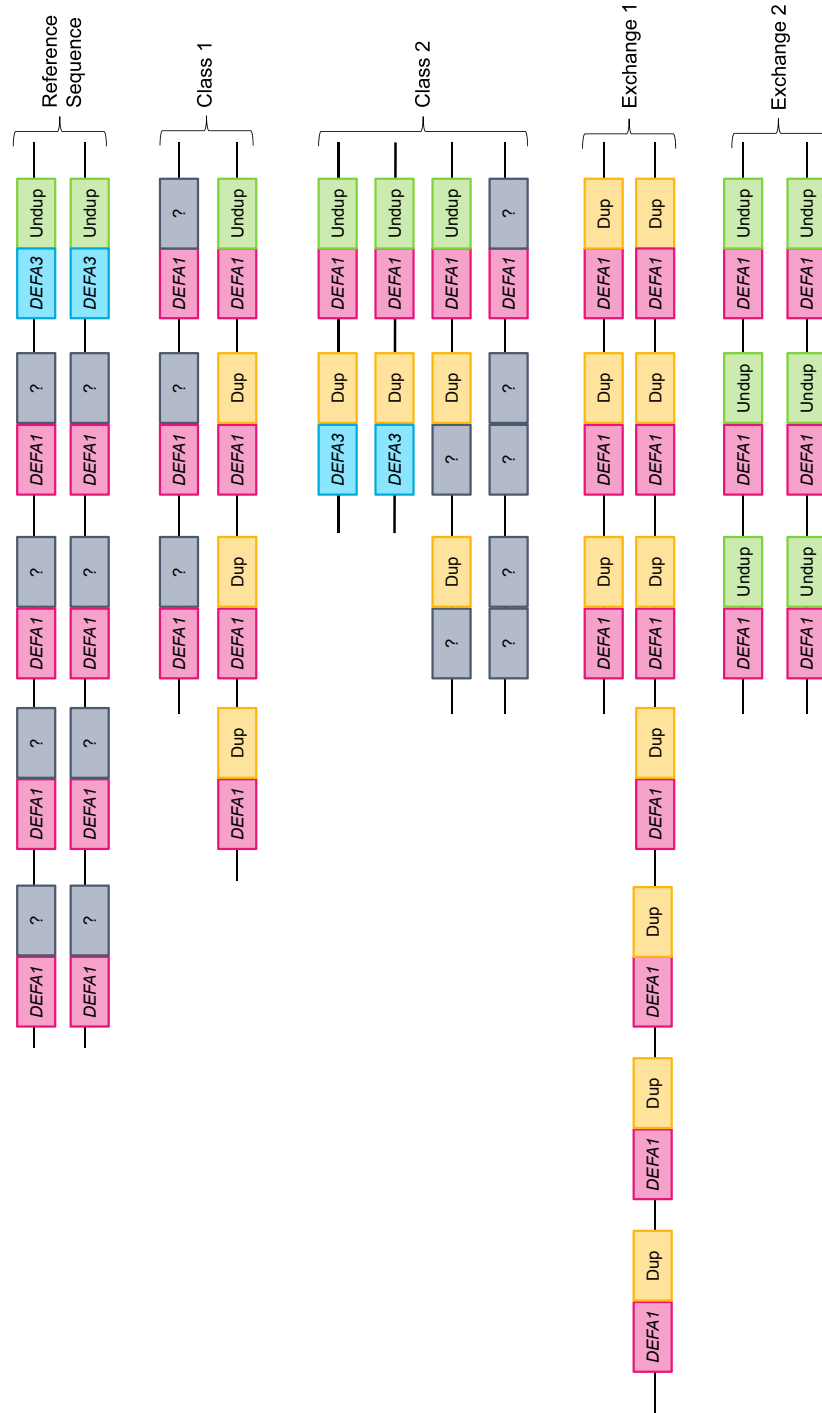 DEFA1 ? DEFA1 ? DEFA1 ? DEFA1 ? DEFA3 Undup
DEFA1 ? DEFA1 ? DEFA1 ? DEFA1 ? DEFA3 Undup
Reference
Sequence
DEFA1 ? DEFA1 ? DEFA1 ?
DEFA1 Dup DEFA1 Dup DEFA1 Dup DEFA1 Undup
Class 1
DEFA3 Dup DEFA1 Undup
DEFA3 Dup DEFA1 Undup
? Dup ? Dup DEFA1 Undup
? ? ? ? DEFA1 ?
Class 2
DEFA1 Dup DEFA1 Dup DEFA1 Dup
DEFA1 Dup DEFA1 Dup DEFA1 Dup DEFA1 Dup DEFA1 Dup DEFA1 Dup DEFA1 Dup
Exchange 1
DEFA1 Undup DEFA1 Undup DEFA1 Undup
DEFA1 Undup DEFA1 Undup DEFA1 Undup
Exchange 2